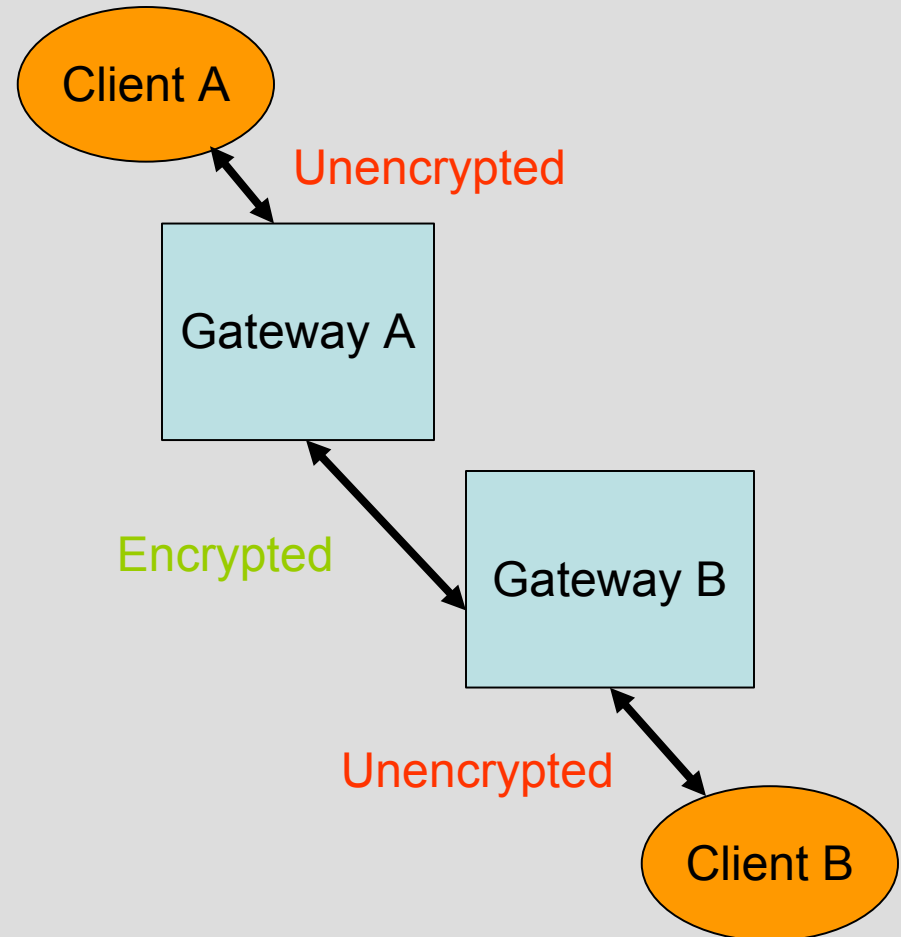 Client A
Unencrypted
Gateway A
Encrypted
Gateway B
Unencrypted
Client B